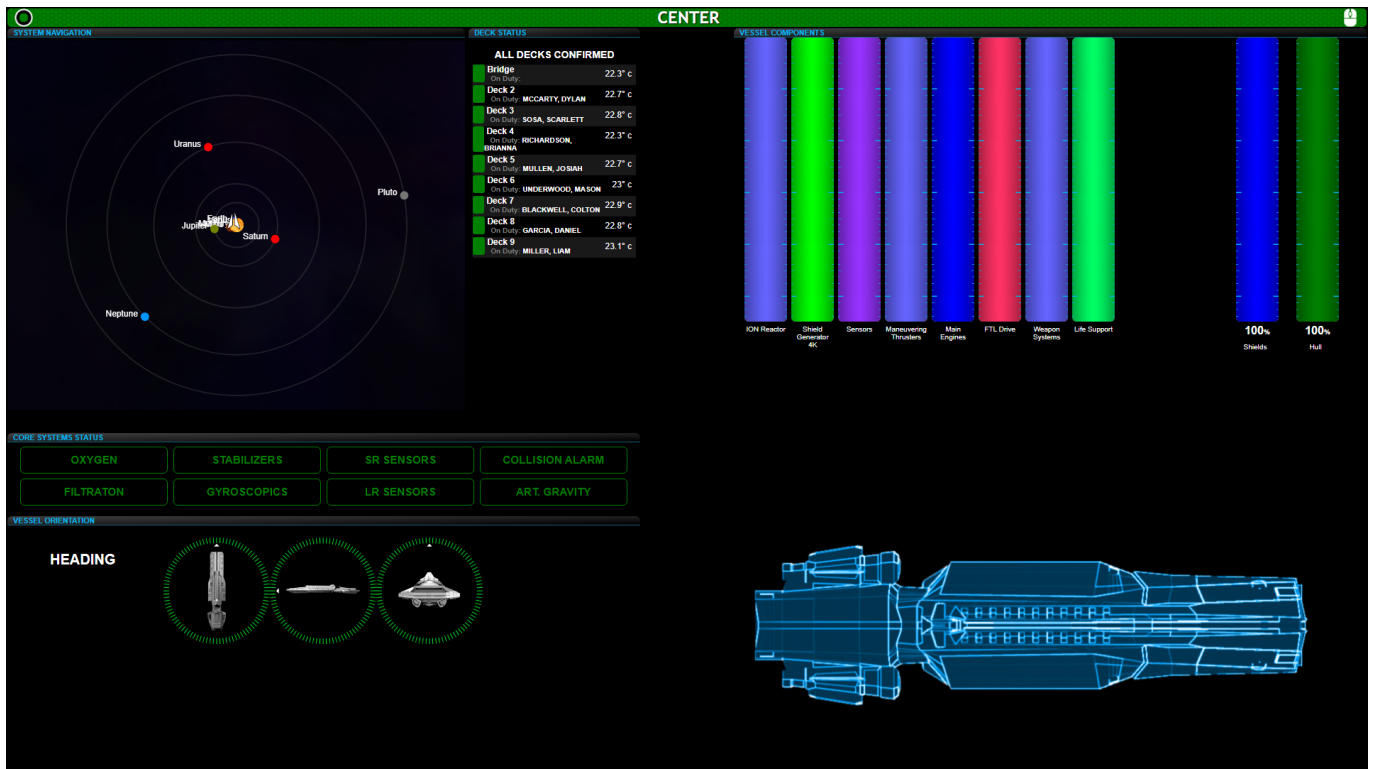 CENTER
SYSTEM NAVIGATION
Uranus
Pluto
Earth
Jupiter
Saturn
Neptune
DECK STATUS
ALL DECKS CONFIRMED
Bridge
On Duty:
22.3° c
Deck 2
On Duty: MCCARTY, DYLAN
22.7° c
Deck 3
On Duty: SOSA, SCARLETT
22.8° c
Deck 4
On Duty: RICHARDSON,
BRIANNA
22.3° c
Deck 5
On Duty: MULLEN, JOSIAH
22.7° c
Deck 6
On Duty: UNDERWOOD, MASON
23° c
Deck 7
On Duty: BLACKWELL, COLTON
22.9° c
Deck 8
On Duty: GARCIA, DANIEL
22.8° c
Deck 9
On Duty: MILLER, LIAM
23.1° c
VESSEL COMPONENTS
ION Reactor
Shield
Generator
4K
Sensors
Maneuvering
Thrusters
Main
Engines
FTL Drive
Weapon
Systems
Life Support
100%
Shields
100%
Hull
CORE SYSTEMS STATUS
OXYGEN
STABILIZERS
SR SENSORS
COLLISION ALARM
FILTRATON
GYROSCOPICS
LR SENSORS
ART. GRAVITY
VESSEL ORIENTATION
HEADING